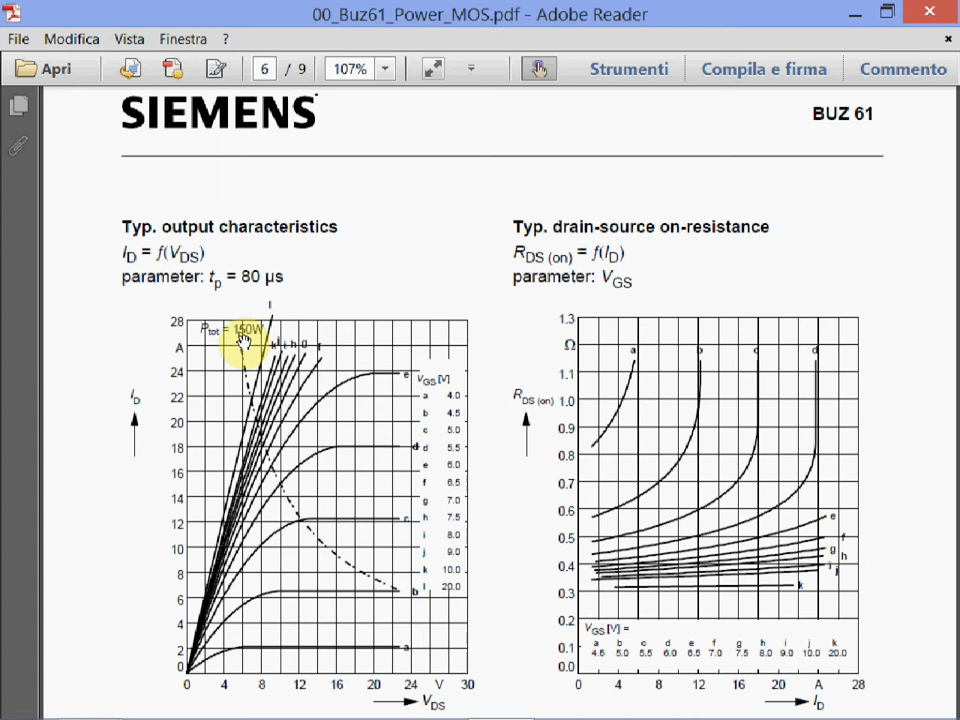 00_Buz61_Power_MOS.pdf - Adobe Reader
File Modifica Vista Finestra ?
Apri 6 / 9 107% Strumenti Compila e firma Commento
SIEMENS
BUZ 61
Typ. output characteristics
I_D = f(V_DS)
parameter: t_p = 80 µs
Typ. drain-source on-resistance
R_DS (on) = f(I_D)
parameter: V_GS
l
P_tot = 150W
k j i h g f
28
A
24
22
20
18
16
14
12
10
8
6
4
2
0
I_D
e
d
c
b
a
V_GS [V]
a 4.0
b 4.5
c 5.0
d 5.5
e 6.0
f 6.5
g 7.0
h 7.5
i 8.0
j 9.0
k 10.0
l 20.0
0 4 8 12 16 20 24 V 30
V_DS
1.3
Ω
1.1
1.0
0.9
0.8
0.7
0.6
0.5
0.4
0.3
0.2
0.1
0.0
R_DS (on)
a b c d
e
f
g h
i j
k
V_GS [V] =
a b c d e f g h i j k
4.5 5.0 5.5 6.0 6.5 7.0 7.5 8.0 9.0 10.0 20.0
0 4 8 12 16 20 A 28
I_D